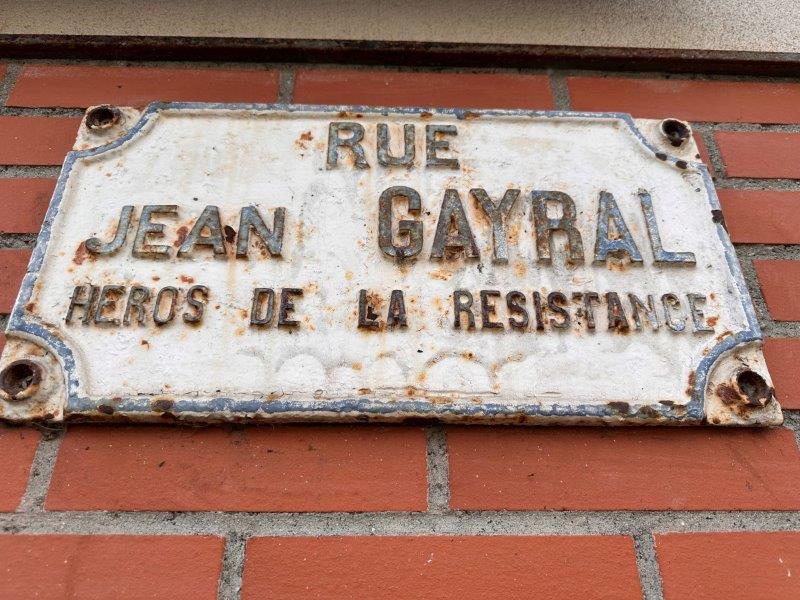 RUE
JEAN GAYRAL
HEROS DE LA RESISTANCE